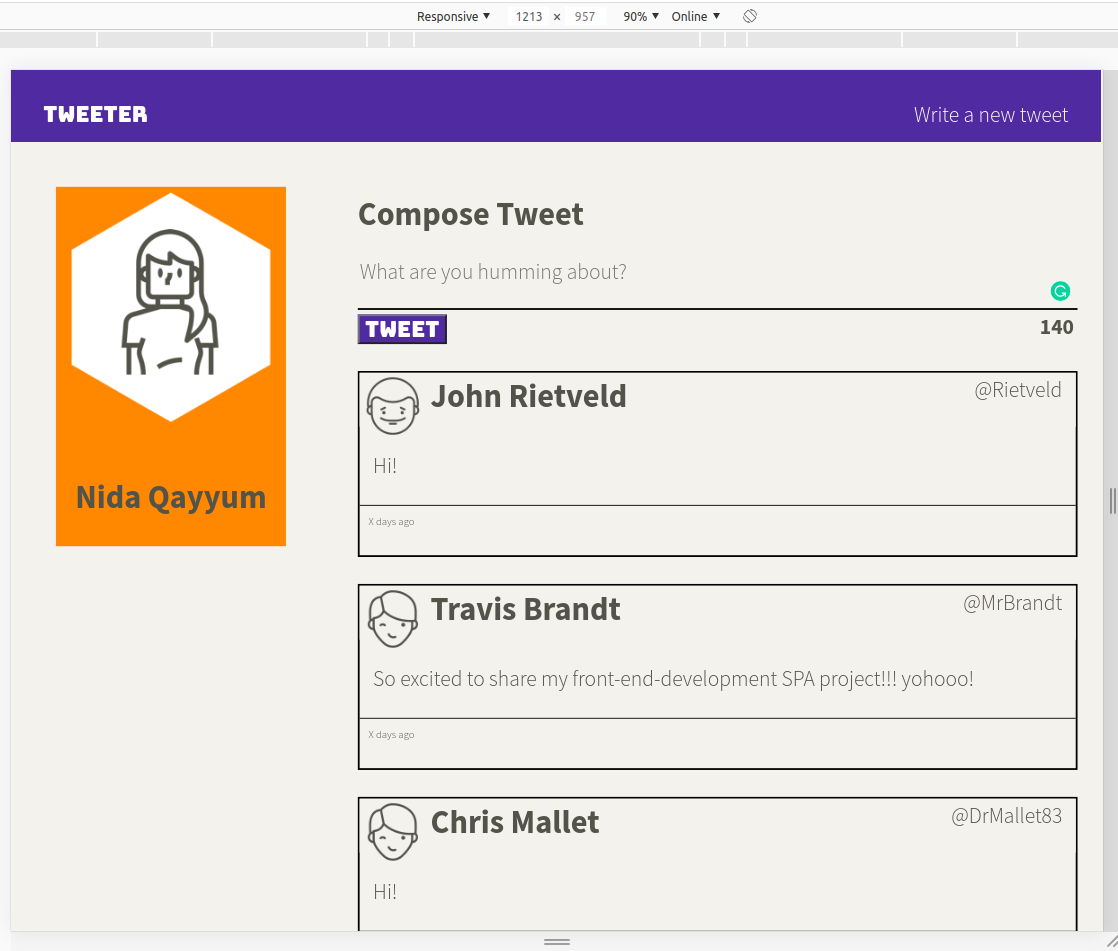 Responsive ▼ 1213 × 957 90% ▼ Online ▼
TWEETER
Write a new tweet
Nida Qayyum
Compose Tweet
What are you humming about?
TWEET
140
John Rietveld
@Rietveld
Hi!
X days ago
Travis Brandt
@MrBrandt
So excited to share my front-end-development SPA project!!! yohooo!
X days ago
Chris Mallet
@DrMallet83
Hi!